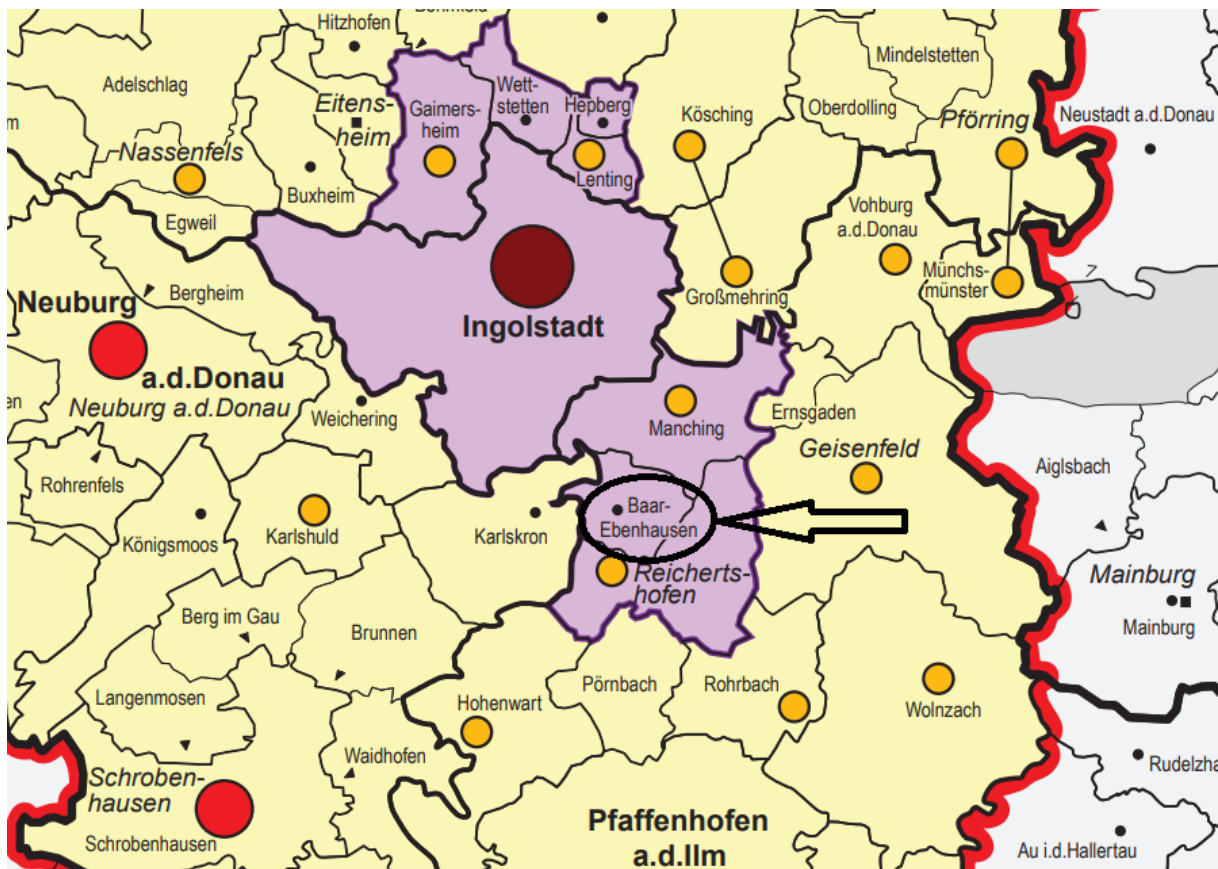 Hitzhofen
Mindelstetten
Adelschlag
Eitens-
heim
Gaimers-
heim
Wett-
stetten
Hepberg
Kösching
Oberdolling
Pförring
Neustadt a.d.Donau
Nassenfels
Lenting
Buxheim
Egweil
Vohburg
a.d.Donau
Bergheim
Münchs-
münster
Großmehring
Neuburg
a.d.Donau
Neuburg a.d.Donau
Ingolstadt
Weichering
Manching
Ernsgaden
Geisenfeld
Rohrenfels
Aiglsbach
Königsmoos
Karlshuld
Karlskron
Baar-
Ebenhausen
Reicherts-
hofen
Mainburg
Mainburg
Berg im Gau
Brunnen
Langenmosen
Hohenwart
Pörnbach
Rohrbach
Wolnzach
Waidhofen
Rudelzha
Schroben-
hausen
Schrobenhausen
Pfaffenhofen
a.d.Ilm
Au i.d.Hallertau